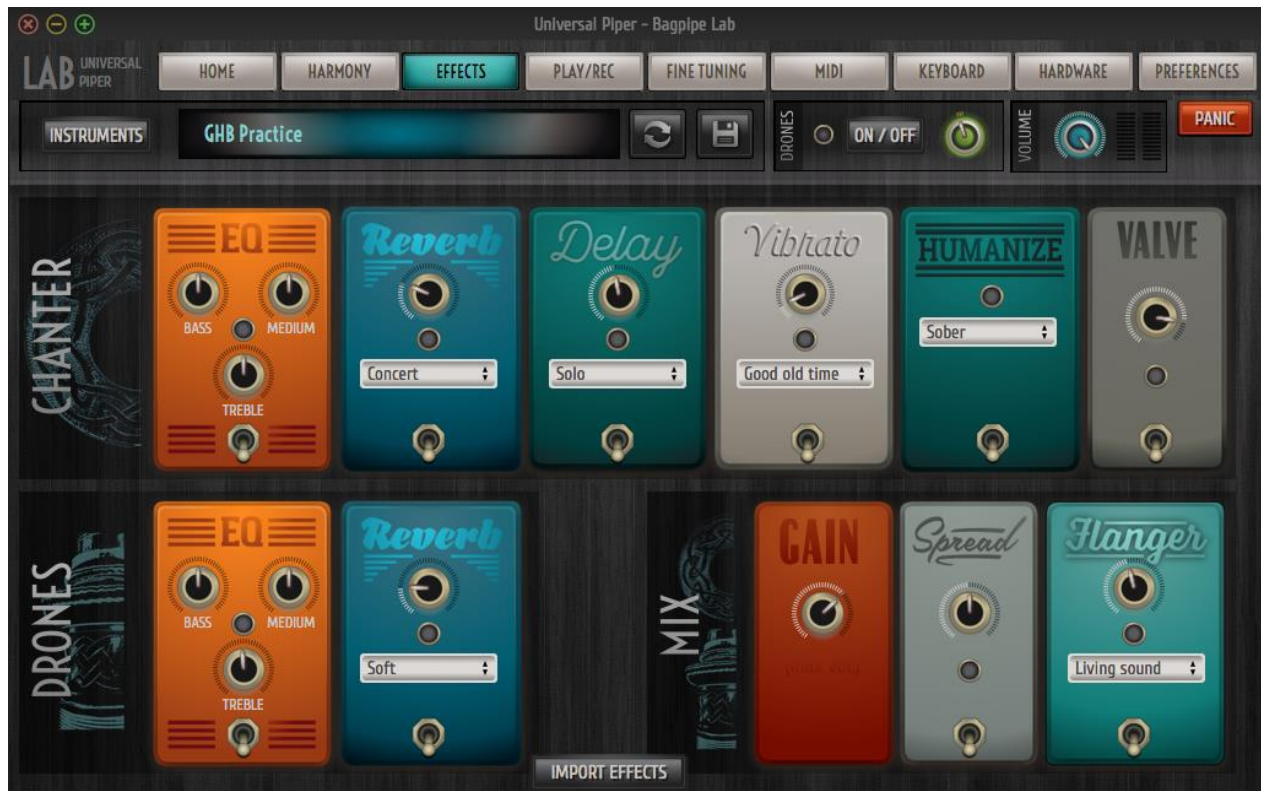 Universal Piper - Bagpipe Lab
LAB UNIVERSAL PIPER
HOME
HARMONY
EFFECTS
PLAY/REC
FINE TUNING
MIDI
KEYBOARD
HARDWARE
PREFERENCES
INSTRUMENTS
GHB Practice
DRONES
ON / OFF
VOLUME
PANIC
CHANTER
EQ
BASS
MEDIUM
TREBLE
Reverb
Concert
Delay
Solo
Vibrato
Good old time
HUMANIZE
Sober
VALVE
DRONES
EQ
BASS
MEDIUM
TREBLE
Reverb
Soft
MIX
GAIN
Spread
Flanger
Living sound
IMPORT EFFECTS